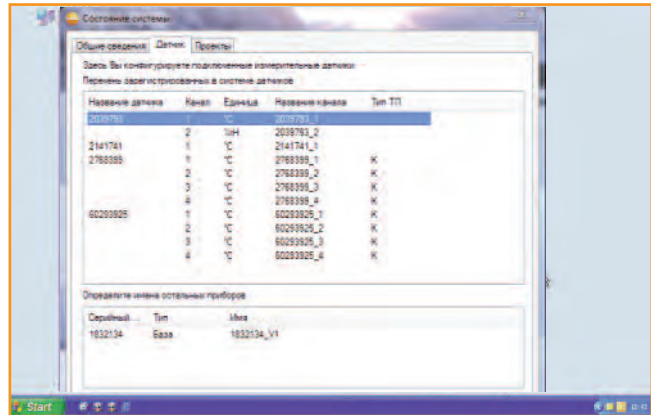 Состояние системы
Общие сведения Датчик Проекты
Здесь Вы конфигурируете подключенные измерительные датчики
Перечень зарегистрированных в системе датчиков
Название датчика Канал Единица Название канала Тип ТП
2039793 1 °C 2039793_1
2 %rH 2039793_2
2141741 1 °C 2141741_1
2768399 1 °C 2768399_1 K
2 °C 2768399_2 K
3 °C 2768399_3 K
4 °C 2768399_4 K
60293925 1 °C 60293925_1 K
2 °C 60293925_2 K
3 °C 60293925_3 K
4 °C 60293925_4 K
Определите имена остальных приборов
Серийный ... Тип Имя
1832134 База 1832134_V1
Start